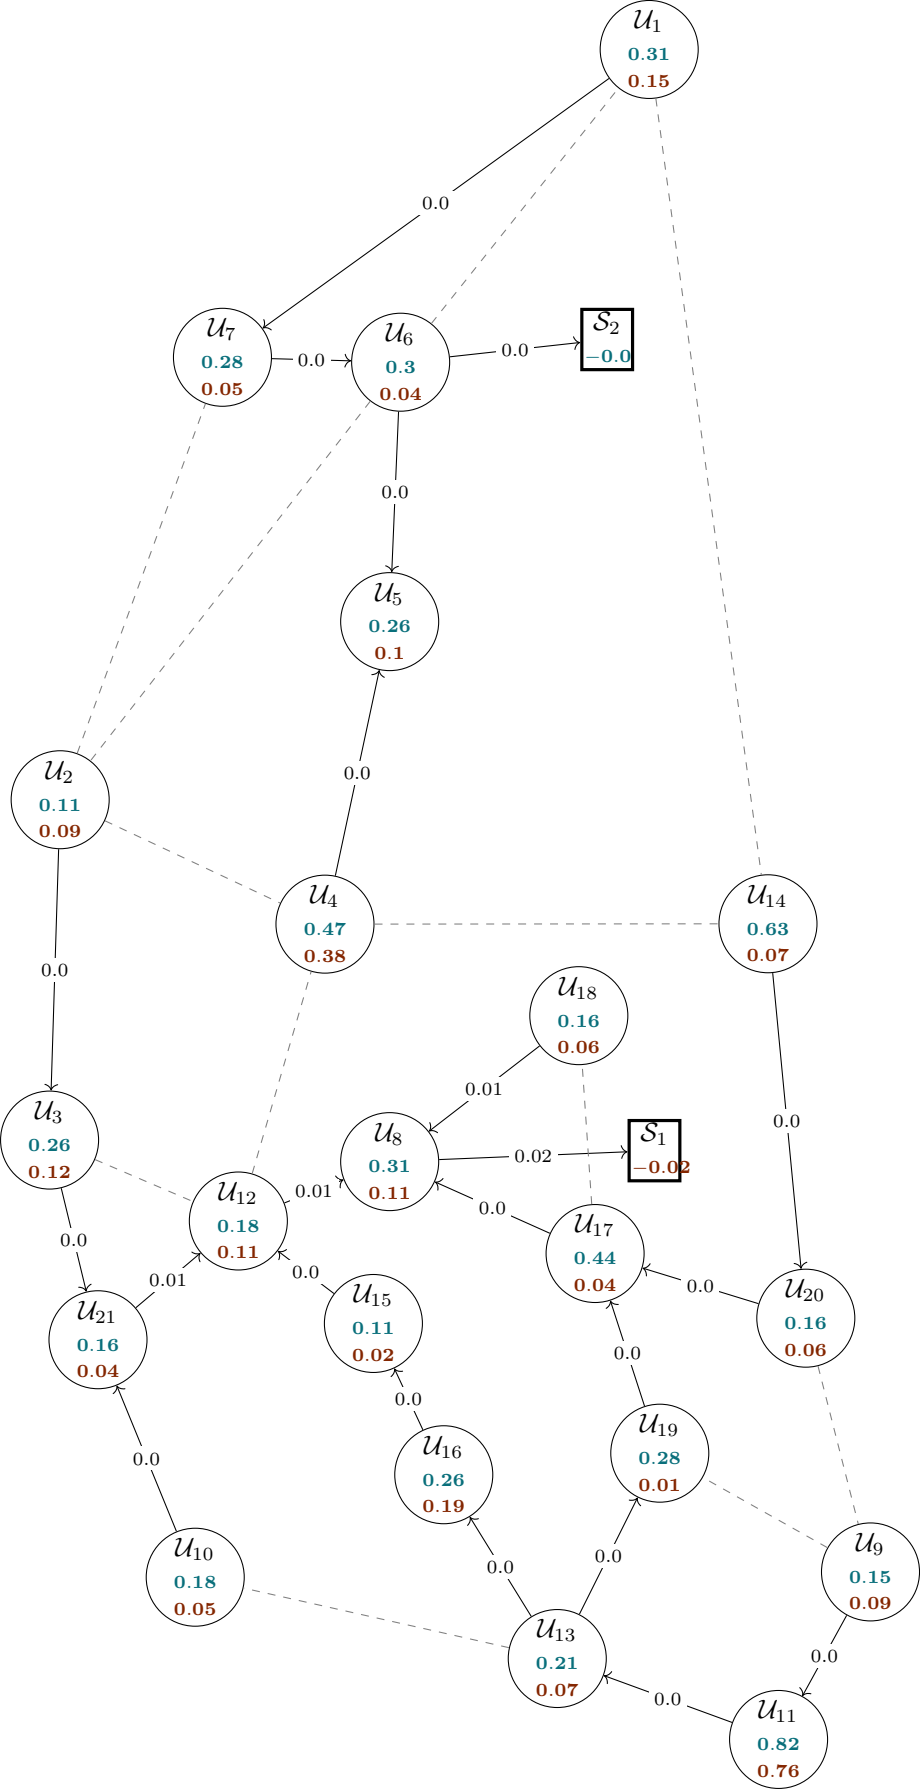 𝒰₁
0.31
0.15
0.0
𝒰₇
0.28
0.05
0.0
𝒰₆
0.3
0.04
0.0
𝒮₂
−0.0
0.0
𝒰₅
0.26
0.1
0.0
𝒰₂
0.11
0.09
𝒰₄
0.47
0.38
𝒰₁₄
0.63
0.07
0.0
𝒰₁₈
0.16
0.06
0.01
𝒰₃
0.26
0.12
𝒰₈
0.31
0.11
0.02
𝒮₁
−0.02
0.0
𝒰₁₂
0.18
0.11
0.01
0.0
𝒰₁₇
0.44
0.04
0.0
0.01
0.0
0.0
𝒰₂₁
0.16
0.04
𝒰₁₅
0.11
0.02
𝒰₂₀
0.16
0.06
0.0
0.0
0.0
𝒰₁₆
0.26
0.19
𝒰₁₉
0.28
0.01
𝒰₁₀
0.18
0.05
0.0
0.0
𝒰₉
0.15
0.09
𝒰₁₃
0.21
0.07
0.0
0.0
𝒰₁₁
0.82
0.76